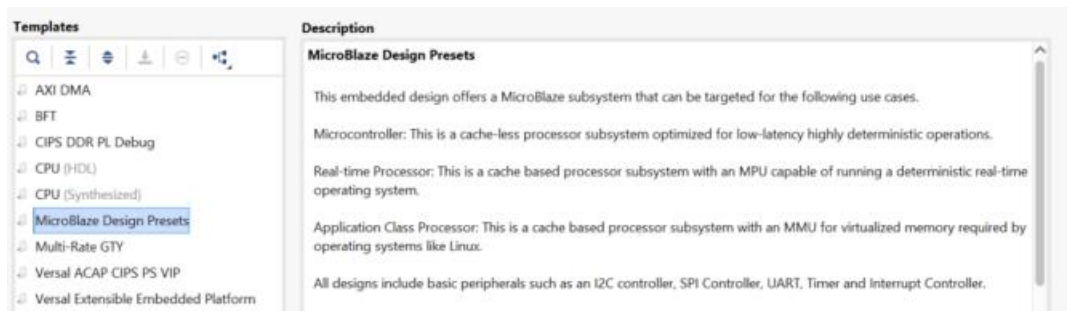 Templates
AXI DMA
BFT
CIPS DDR PL Debug
CPU (HDL)
CPU (Synthesized)
MicroBlaze Design Presets
Multi-Rate GTY
Versal ACAP CIPS PS VIP
Versal Extensible Embedded Platform
Description
MicroBlaze Design Presets
This embedded design offers a MicroBlaze subsystem that can be targeted for the following use cases.
Microcontroller: This is a cache-less processor subsystem optimized for low-latency highly deterministic operations.
Real-time Processor: This is a cache based processor subsystem with an MPU capable of running a deterministic real-time
operating system.
Application Class Processor: This is a cache based processor subsystem with an MMU for virtualized memory required by
operating systems like Linux.
All designs include basic peripherals such as an I2C controller, SPI Controller, UART, Timer and Interrupt Controller.